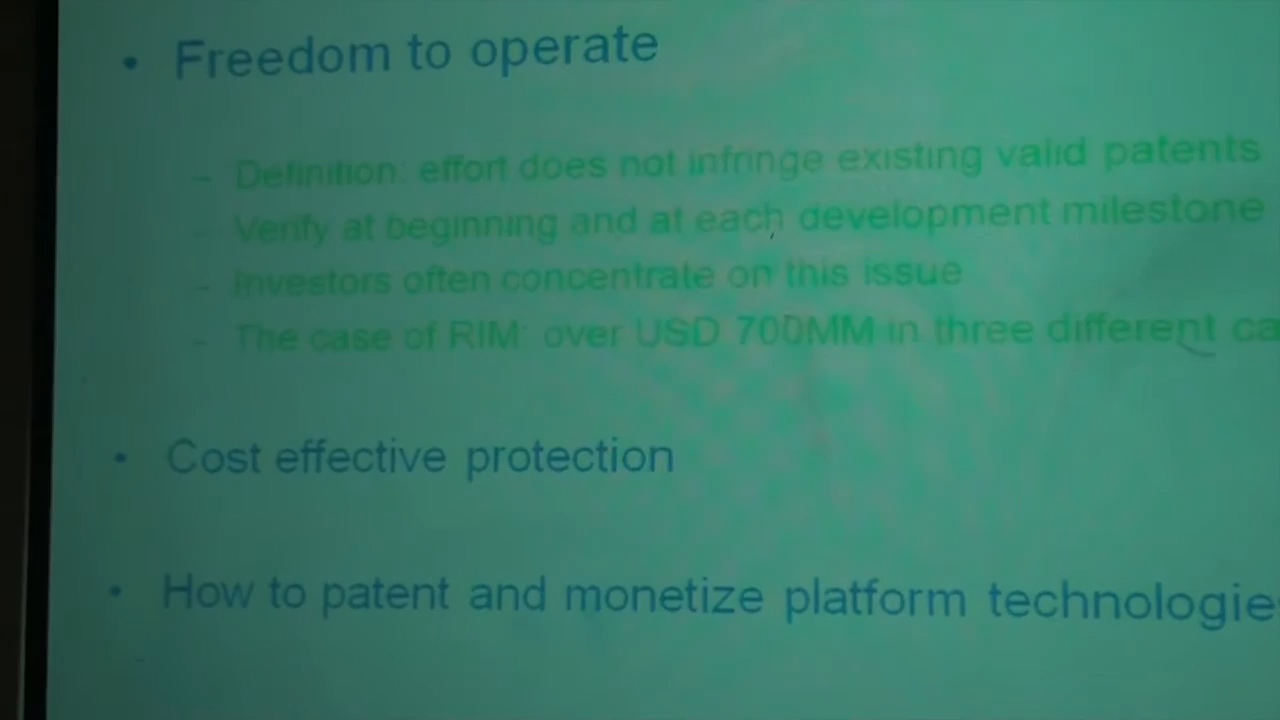 • Freedom to operate
– Definition: effort does not infringe existing valid patents
– Verify at beginning and at each development milestone
– Investors often concentrate on this issue
– The case of RIM: over USD 700MM in three different ca
• Cost effective protection
• How to patent and monetize platform technologie